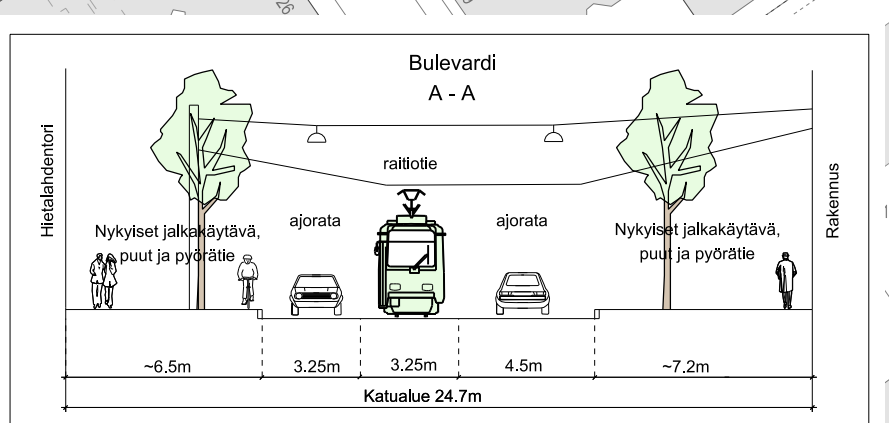 26
Bulevardi
A - A
raitiotie
Hietalahdentori
Nykyiset jalkakäytävä,
puut ja pyörätie
ajorata
ajorata
Nykyiset jalkakäytävä,
puut ja pyörätie
Rakennus
~6.5m
3.25m
3.25m
4.5m
~7.2m
Katualue 24.7m